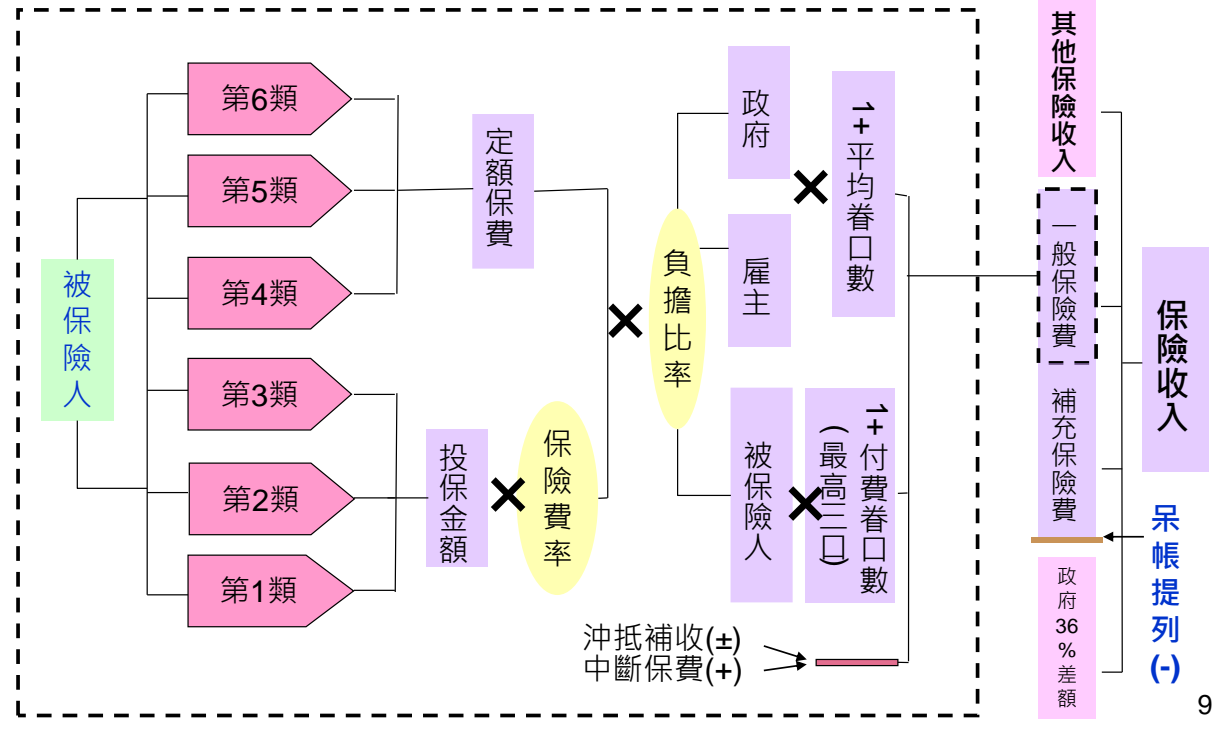 被保險人
第6類
第5類
第4類
第3類
第2類
第1類
定額保費
投保金額
保險費率
負擔比率
政府
雇主
被保險人
1+平均眷口數
1+付費眷口數
(最高三口)
沖抵補收(±)
中斷保費(+)
其他保險收入
一般保險費
補充保險費
政府36%差額
保險收入
呆帳提列(-)
9